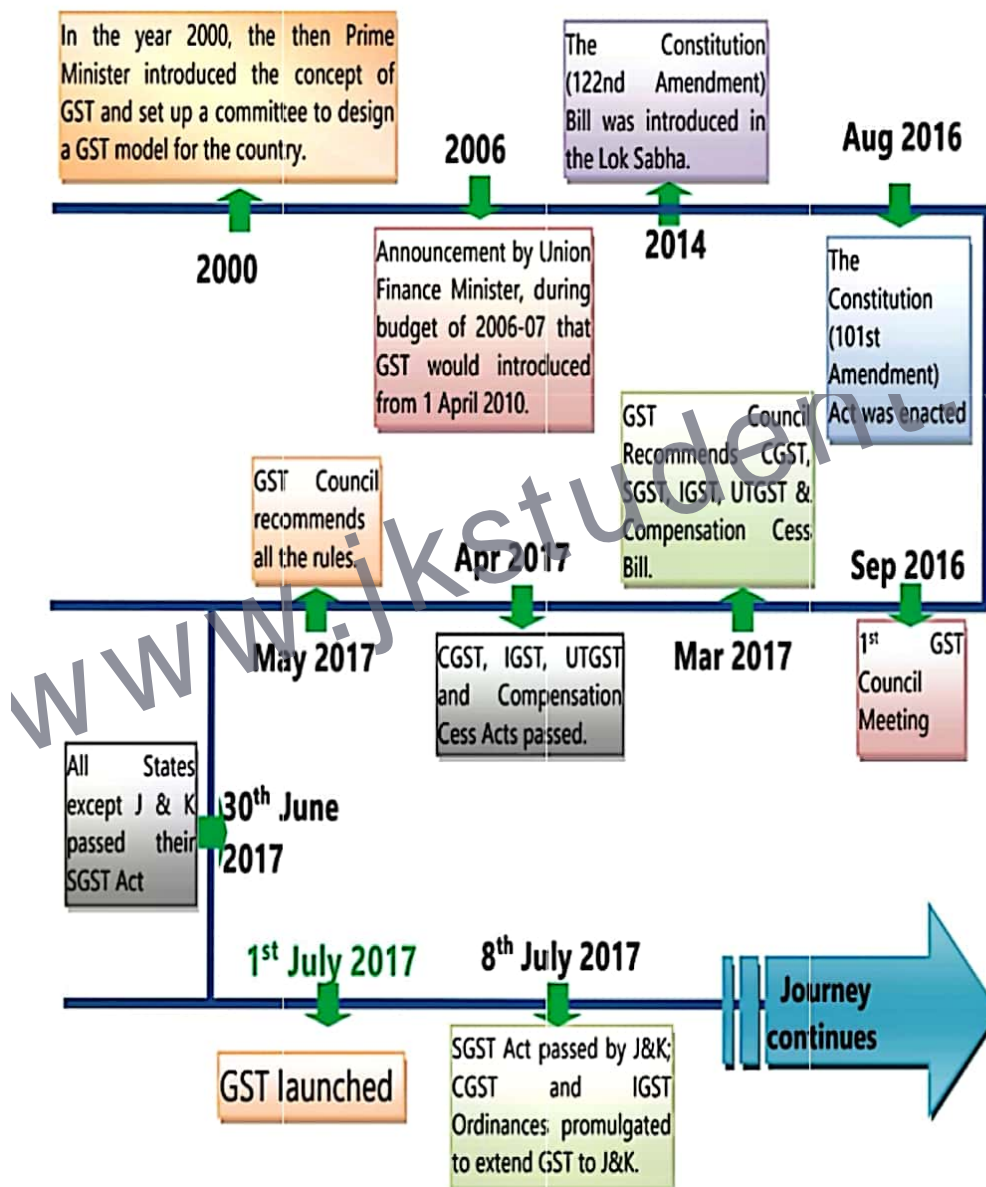 In the year 2000, the then Prime
Minister introduced the concept of
GST and set up a committee to design
a GST model for the country.
2000
2006
Announcement by Union
Finance Minister, during
budget of 2006-07 that
GST would introduced
from 1 April 2010.
The Constitution
(122nd Amendment)
Bill was introduced in
the Lok Sabha.
2014
Aug 2016
The
Constitution
(101st
Amendment)
Act was enacted
Sep 2016
1st GST
Council
Meeting
GST Council
Recommends CGST,
SGST, IGST, UTGST &
Compensation Cess
Bill.
Mar 2017
Apr 2017
CGST, IGST, UTGST
and Compensation
Cess Acts passed.
GST Council
recommends
all the rules.
May 2017
All States
except J & K
passed their
SGST Act
30th June
2017
1st July 2017
GST launched
8th July 2017
SGST Act passed by J&K;
CGST and IGST
Ordinances promulgated
to extend GST to J&K.
Journey
continues
www.jkstudent.